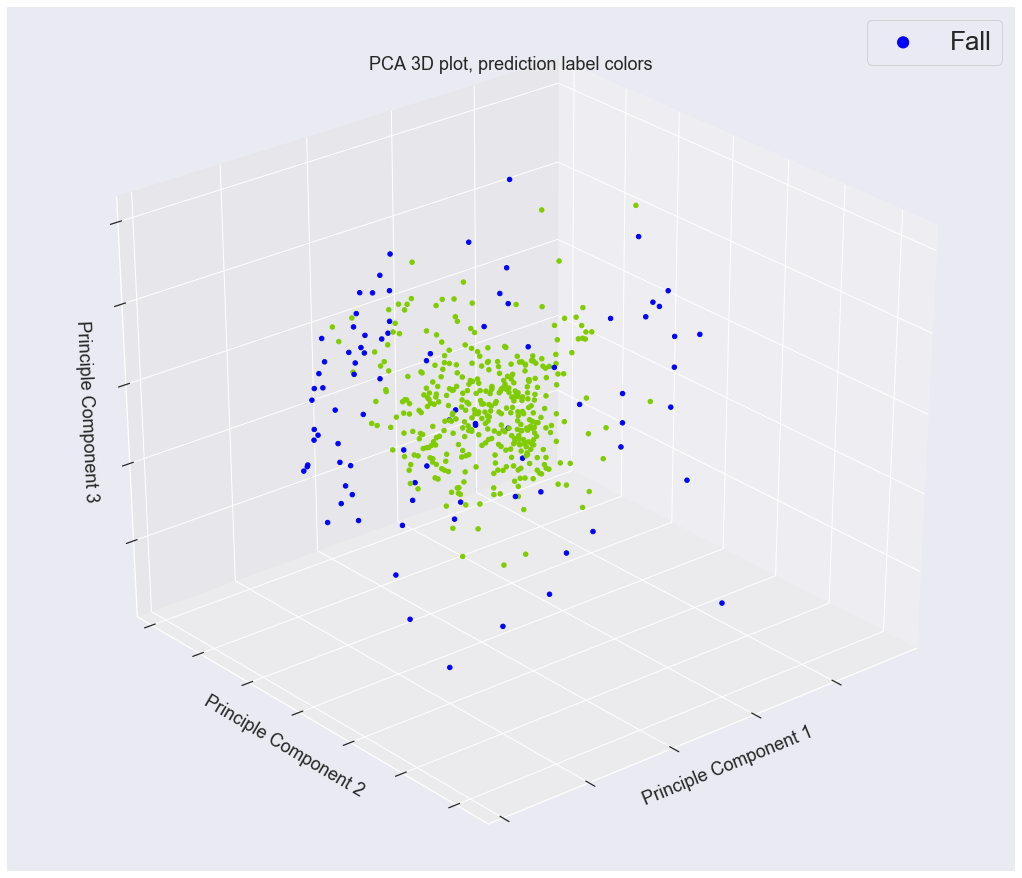 Fall
PCA 3D plot, prediction label colors
Principle Component 3
Principle Component 2
Principle Component 1